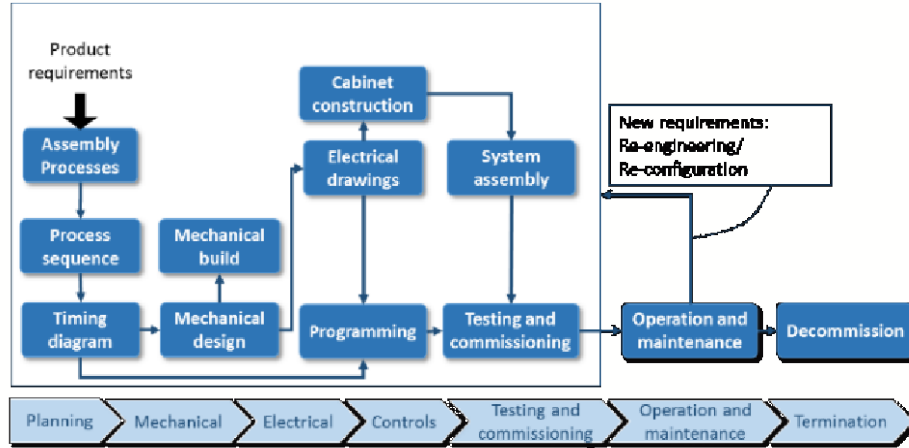 Product
requirements
Assembly
Processes
Process
sequence
Timing
diagram
Mechanical
build
Mechanical
design
Cabinet
construction
Electrical
drawings
Programming
System
assembly
Testing and
commissioning
New requirements:
Re-engineering/
Re-configuration
Operation and
maintenance
Decommission
Planning
Mechanical
Electrical
Controls
Testing and
commissioning
Operation and
maintenance
Termination